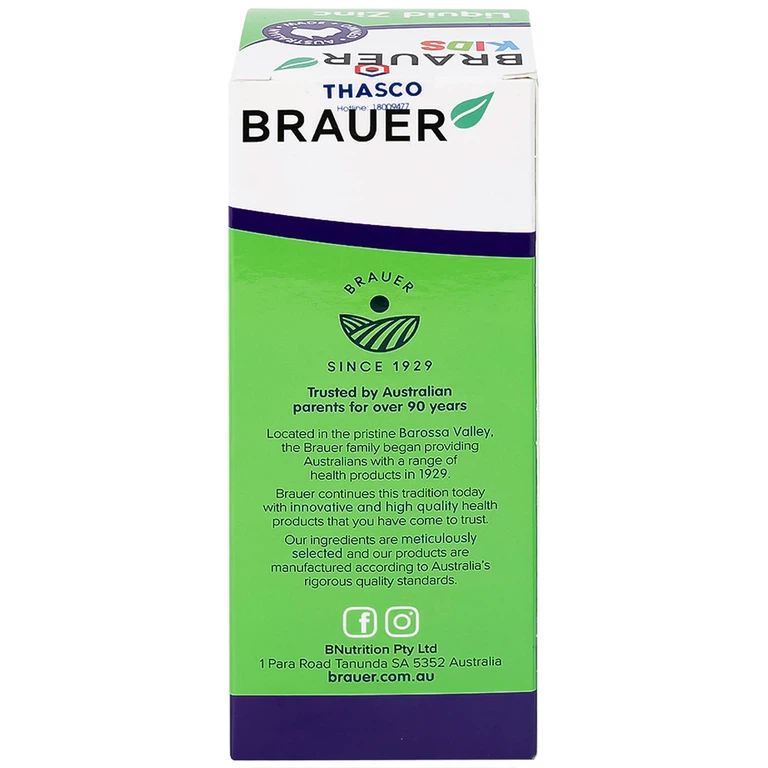 Liquid Zinc
KIDS
BRAUER
MADE
OWNED
AUSTRALIAN
THASCO
Hotline: 18009477
BRAUER
BRAUER
SINCE 1929
Trusted by Australian
parents for over 90 years
Located in the pristine Barossa Valley,
the Brauer family began providing
Australians with a range of
health products in 1929.
Brauer continues this tradition today
with innovative and high quality health
products that you have come to trust.
Our ingredients are meticulously
selected and our products are
manufactured according to Australia's
rigorous quality standards.
BNutrition Pty Ltd
1 Para Road Tanunda SA 5352 Australia
brauer.com.au